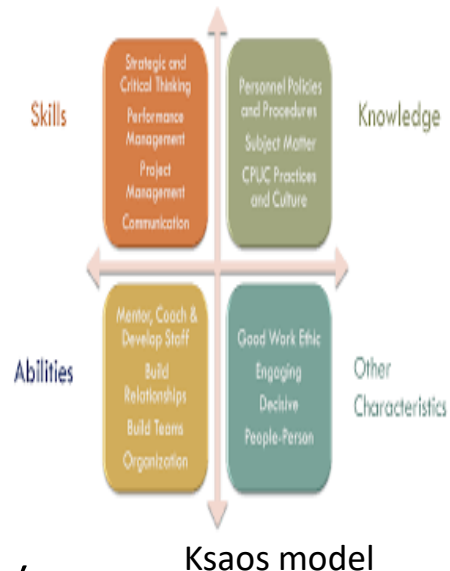 Skills
Strategic and
Critical Thinking
Performance
Management
Project
Management
Communication
Personnel Policies
and Procedures
Subject Matter
CPUC Practices
and Culture
Knowledge
Abilities
Mentor, Coach &
Develop Staff
Build
Relationships
Build Teams
Organization
Good Work Ethic
Engaging
Decisive
People-Person
Other
Characteristics
Ksaos model